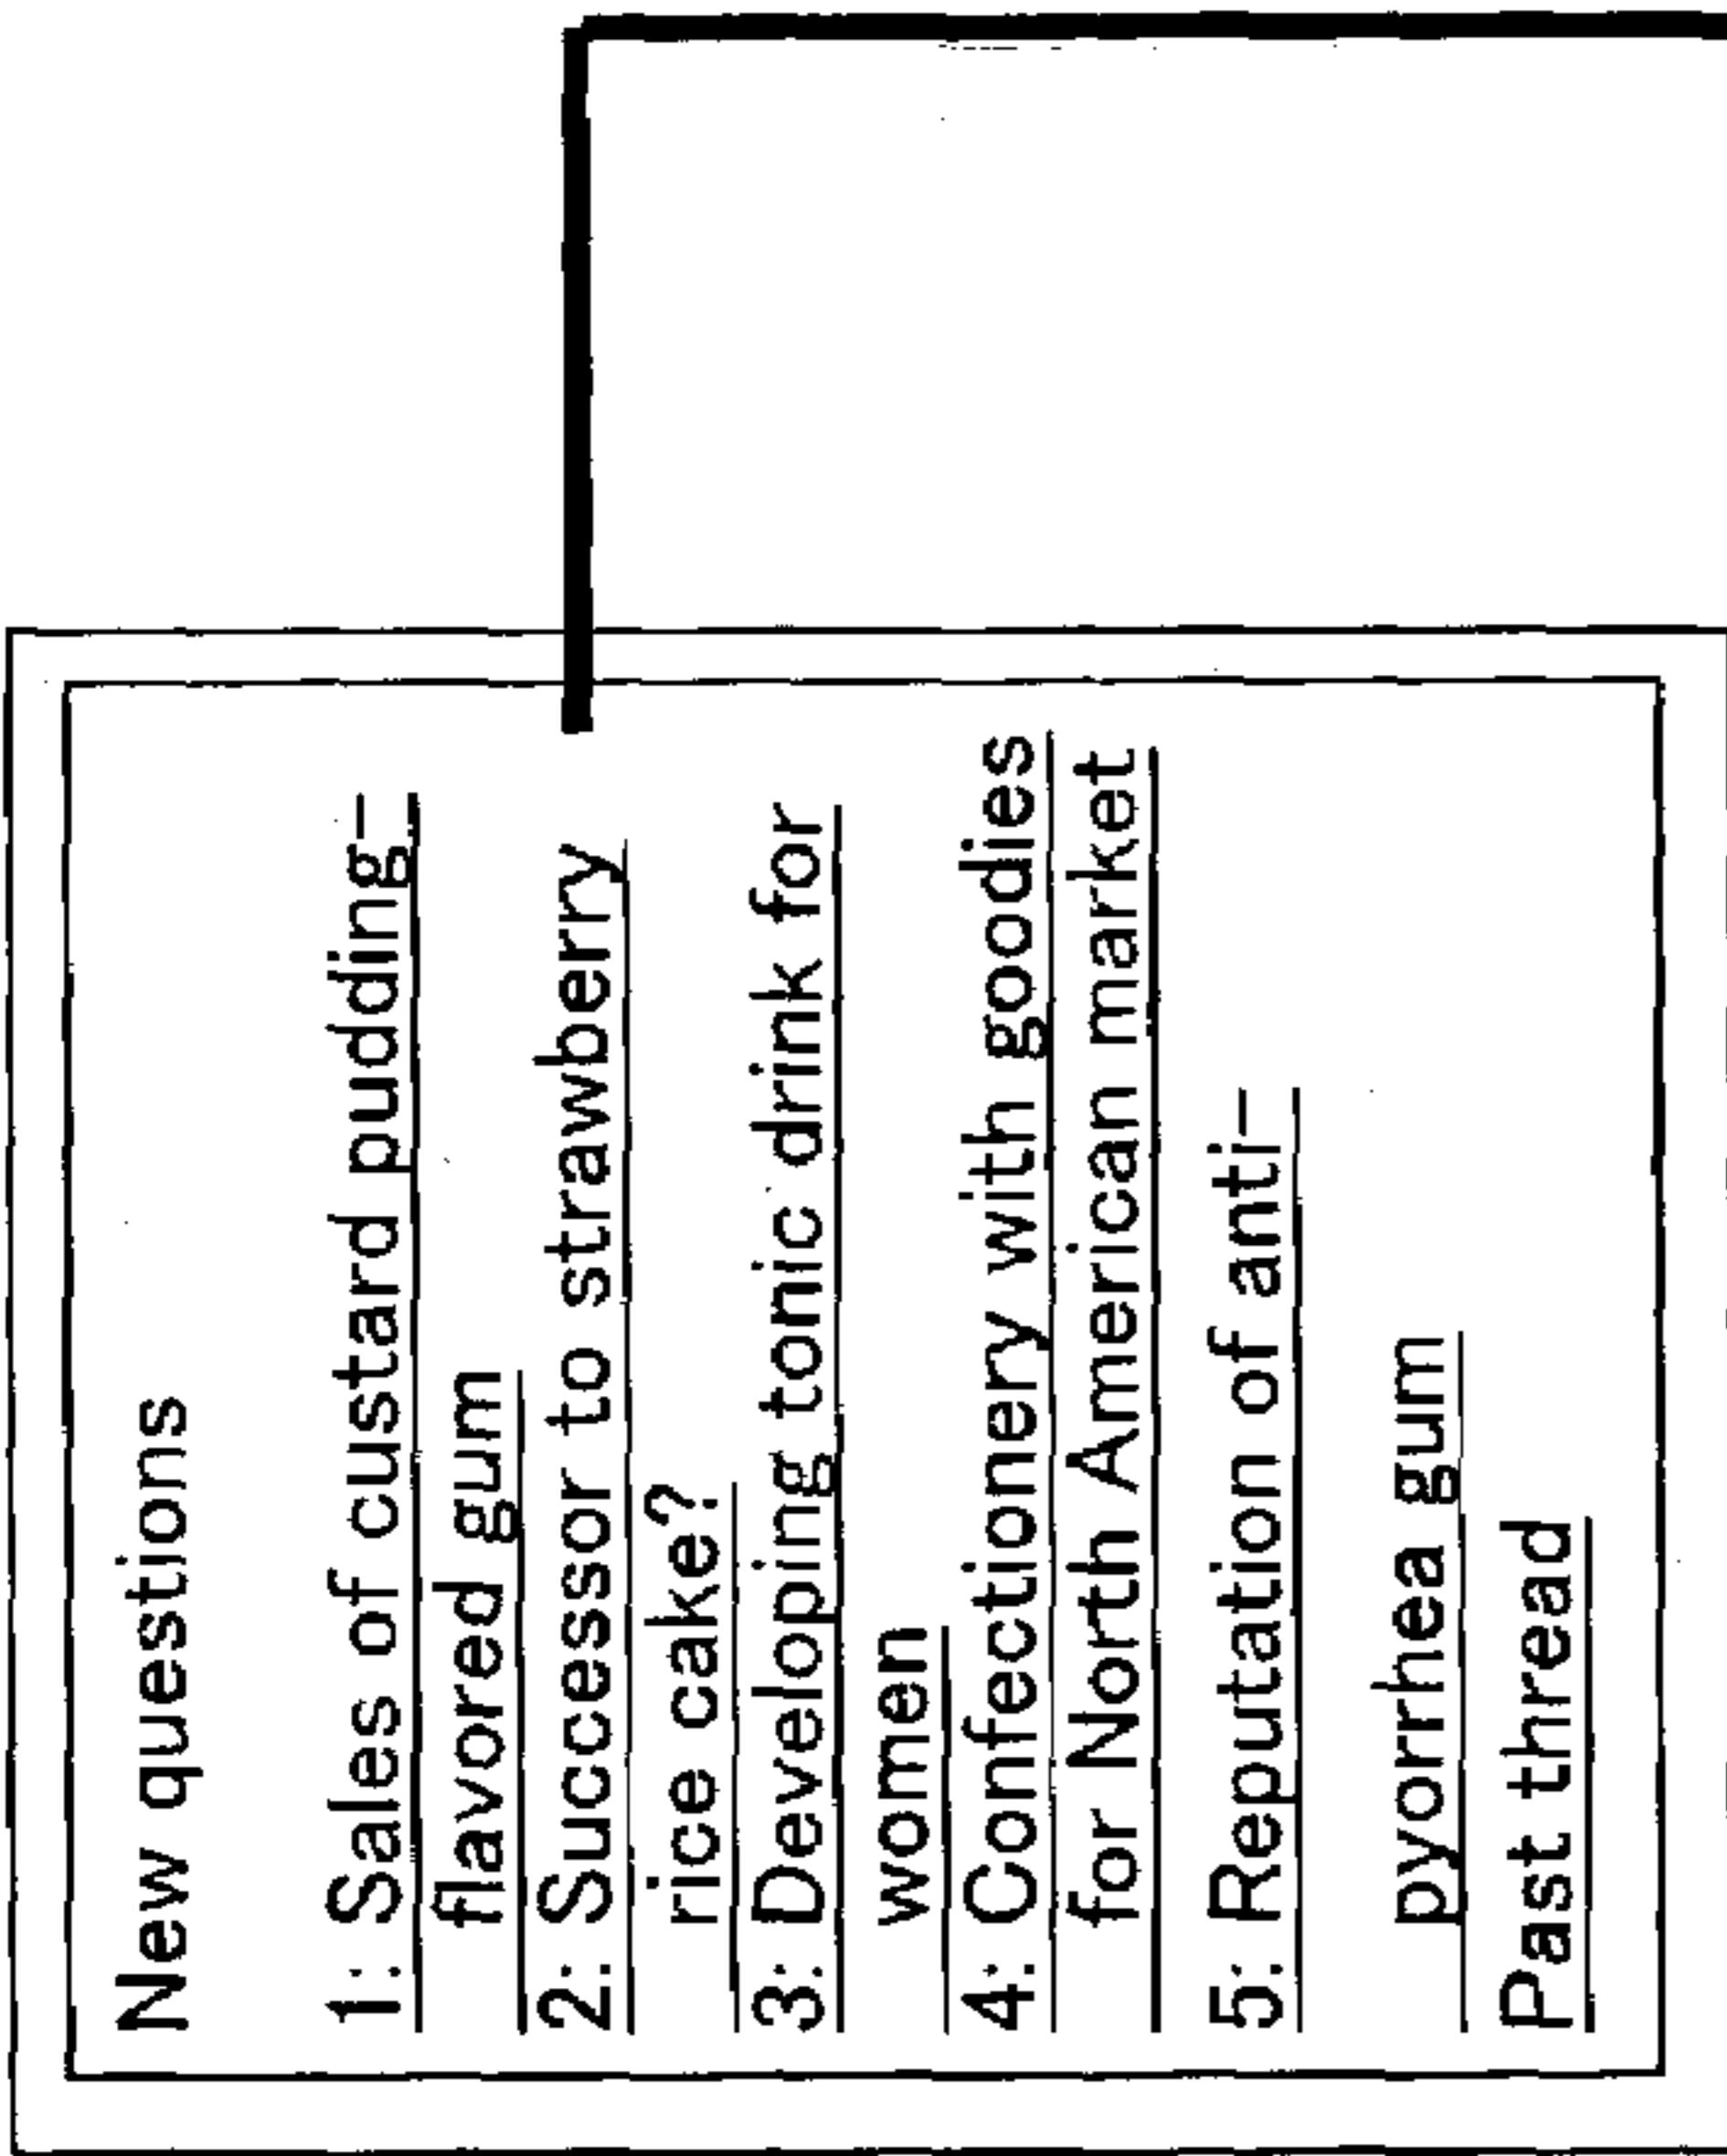 New questions
1: Sales of custard pudding-
flavored gum
2: Successor to strawberry
rice cake?
3: Developing tonic drink for
women
4: Confectionery with goodies
for North American market
5: Reputation of anti-
pyorrhea gum
Past thread